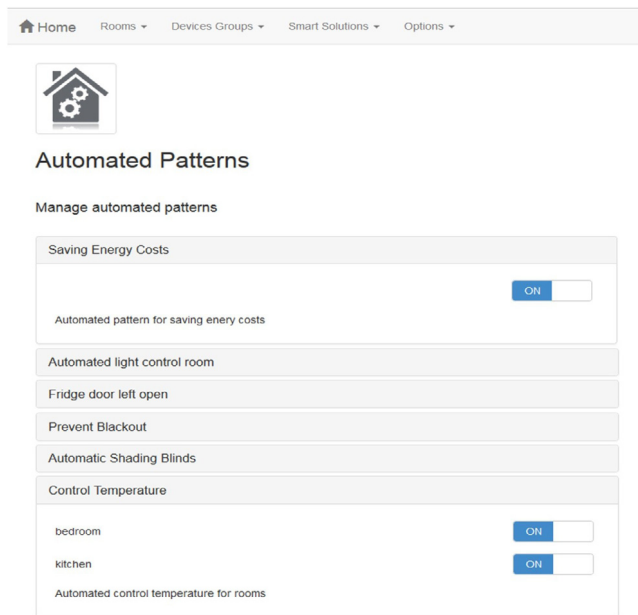 Home Rooms Devices Groups Smart Solutions Options
Automated Patterns
Manage automated patterns
Saving Energy Costs
ON
Automated pattern for saving enery costs
Automated light control room
Fridge door left open
Prevent Blackout
Automatic Shading Blinds
Control Temperature
bedroom ON
kitchen ON
Automated control temperature for rooms